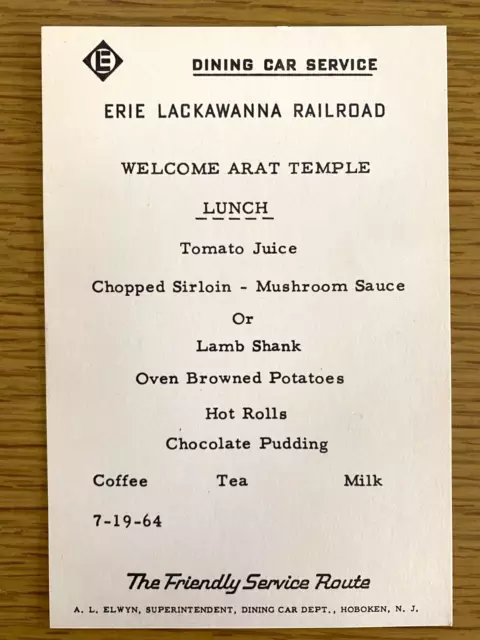 E
DINING CAR SERVICE
ERIE LACKAWANNA RAILROAD
WELCOME ARAT TEMPLE
LUNCH
Tomato Juice
Chopped Sirloin - Mushroom Sauce
Or
Lamb Shank
Oven Browned Potatoes
Hot Rolls
Chocolate Pudding
Coffee Tea Milk
7-19-64
The Friendly Service Route
A. L. ELWYN, SUPERINTENDENT, DINING CAR DEPT., HOBOKEN, N. J.